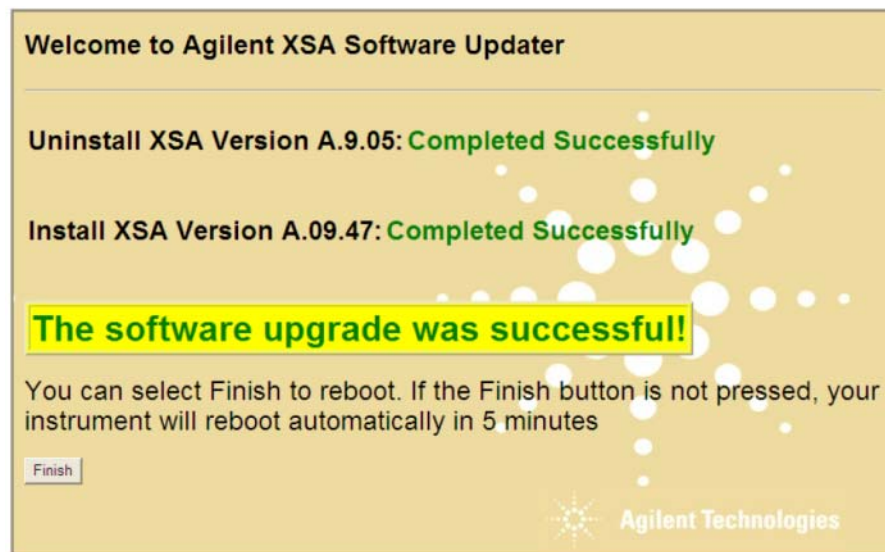 Welcome to Agilent XSA Software Updater
Uninstall XSA Version A.9.05: Completed Successfully
Install XSA Version A.09.47: Completed Successfully
The software upgrade was successful!
You can select Finish to reboot. If the Finish button is not pressed, your
instrument will reboot automatically in 5 minutes
Finish
Agilent Technologies